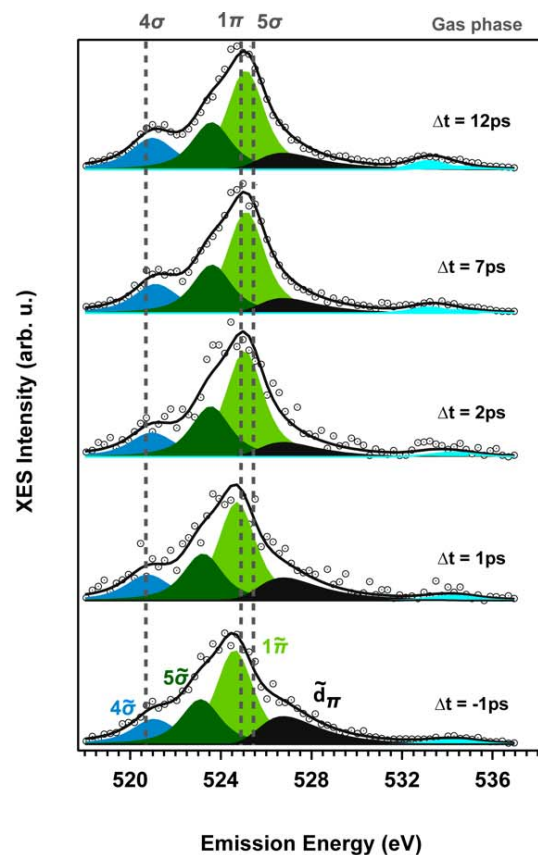 4σ 1π 5σ Gas phase
Δt = 12ps
Δt = 7ps
Δt = 2ps
Δt = 1ps
1π̃
5σ̃
d̃π
4σ̃
Δt = -1ps
XES Intensity (arb. u.)
520 524 528 532 536
Emission Energy (eV)